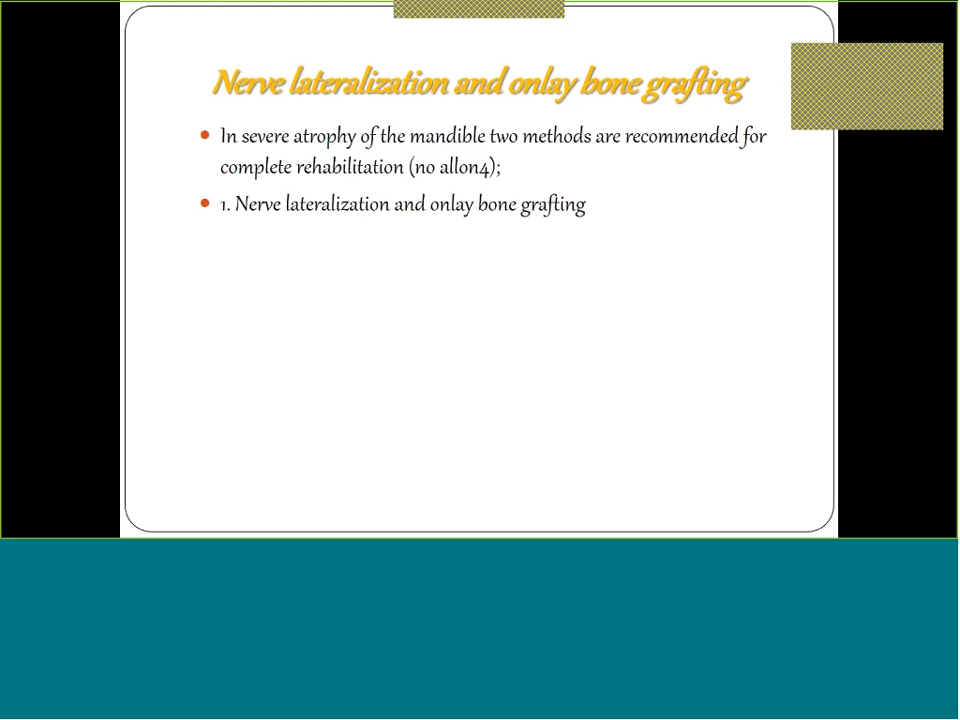 Nerve lateralization and onlay bone grafting
In severe atrophy of the mandible two methods are recommended for
complete rehabilitation (no allon4);
1. Nerve lateralization and onlay bone grafting